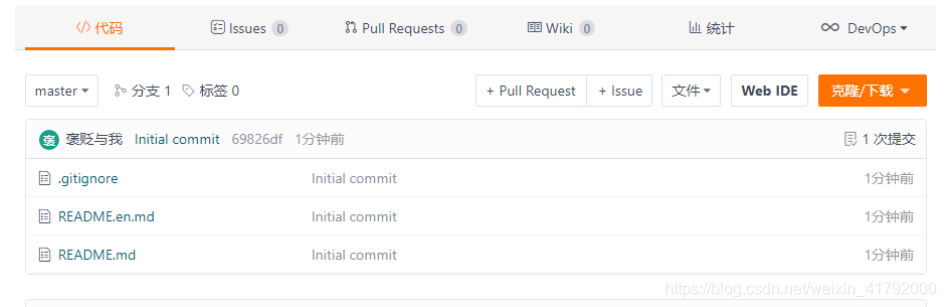 代码 Issues 0 Pull Requests 0 Wiki 0 统计 DevOps
master 分支 1 标签 0 + Pull Request + Issue 文件 Web IDE 克隆/下载
褒 褒贬与我 Initial commit 69826df 1分钟前 1 次提交
.gitignore Initial commit 1分钟前
README.en.md Initial commit 1分钟前
README.md Initial commit 1分钟前
https://blog.csdn.net/weixin_41792000